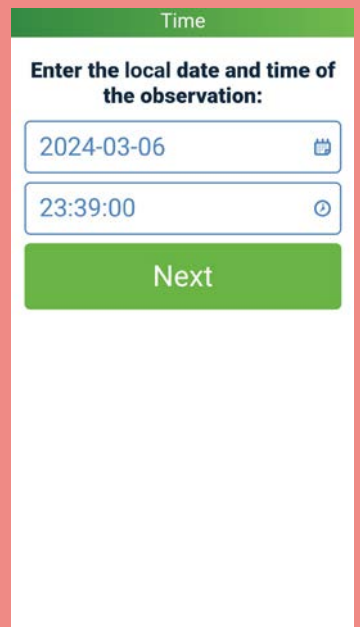 Time
Enter the local date and time of
the observation:
2024-03-06
23:39:00
Next